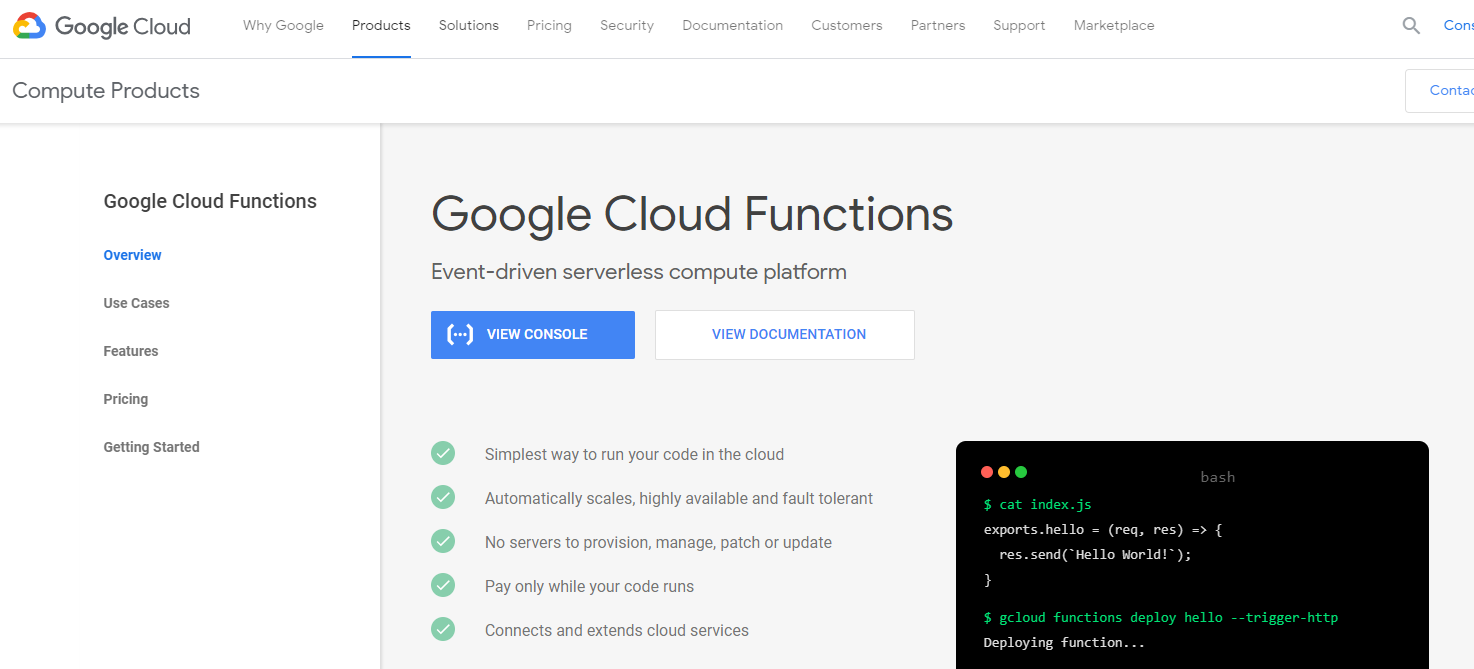 Google Cloud
Why Google
Products
Solutions
Pricing
Security
Documentation
Customers
Partners
Support
Marketplace
Compute Products
Google Cloud Functions
Overview
Use Cases
Features
Pricing
Getting Started
Google Cloud Functions
Event-driven serverless compute platform
VIEW CONSOLE
VIEW DOCUMENTATION
Simplest way to run your code in the cloud
Automatically scales, highly available and fault tolerant
No servers to provision, manage, patch or update
Pay only while your code runs
Connects and extends cloud services
bash
$ cat index.js
exports.hello = (req, res) => {
  res.send(`Hello World!`);
}
$ gcloud functions deploy hello --trigger-http
Deploying function...